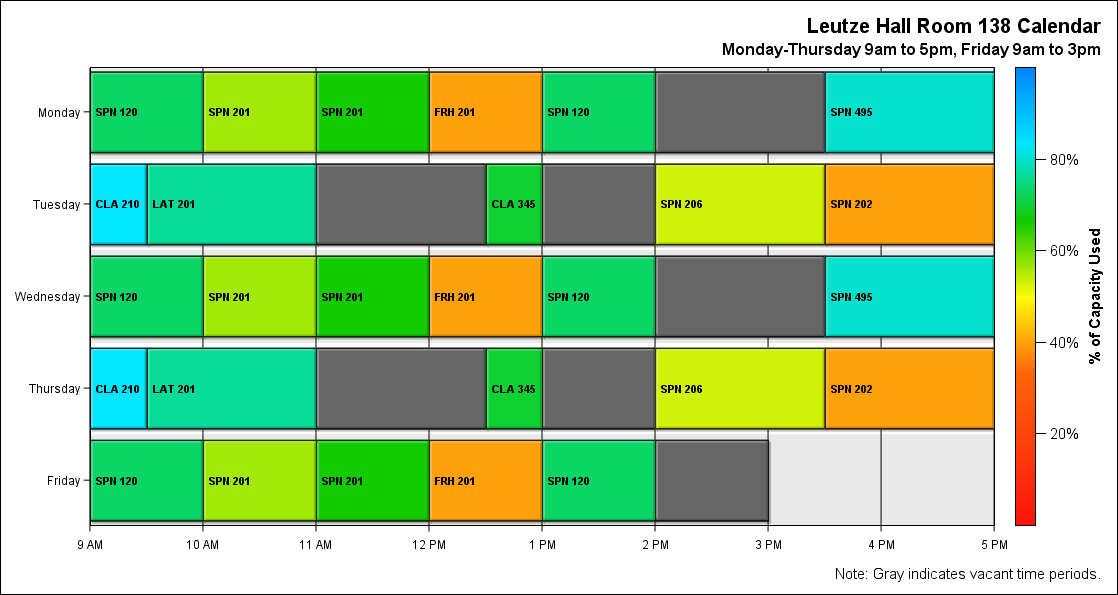 Leutze Hall Room 138 Calendar
Monday-Thursday 9am to 5pm, Friday 9am to 3pm
Monday SPN 120 SPN 201 SPN 201 FRH 201 SPN 120 SPN 495
80%
Tuesday CLA 210 LAT 201 CLA 345 SPN 206 SPN 202
60%
% of Capacity Used
Wednesday SPN 120 SPN 201 SPN 201 FRH 201 SPN 120 SPN 495
40%
Thursday CLA 210 LAT 201 CLA 345 SPN 206 SPN 202
20%
Friday SPN 120 SPN 201 SPN 201 FRH 201 SPN 120
9 AM 10 AM 11 AM 12 PM 1 PM 2 PM 3 PM 4 PM 5 PM
Note: Gray indicates vacant time periods.